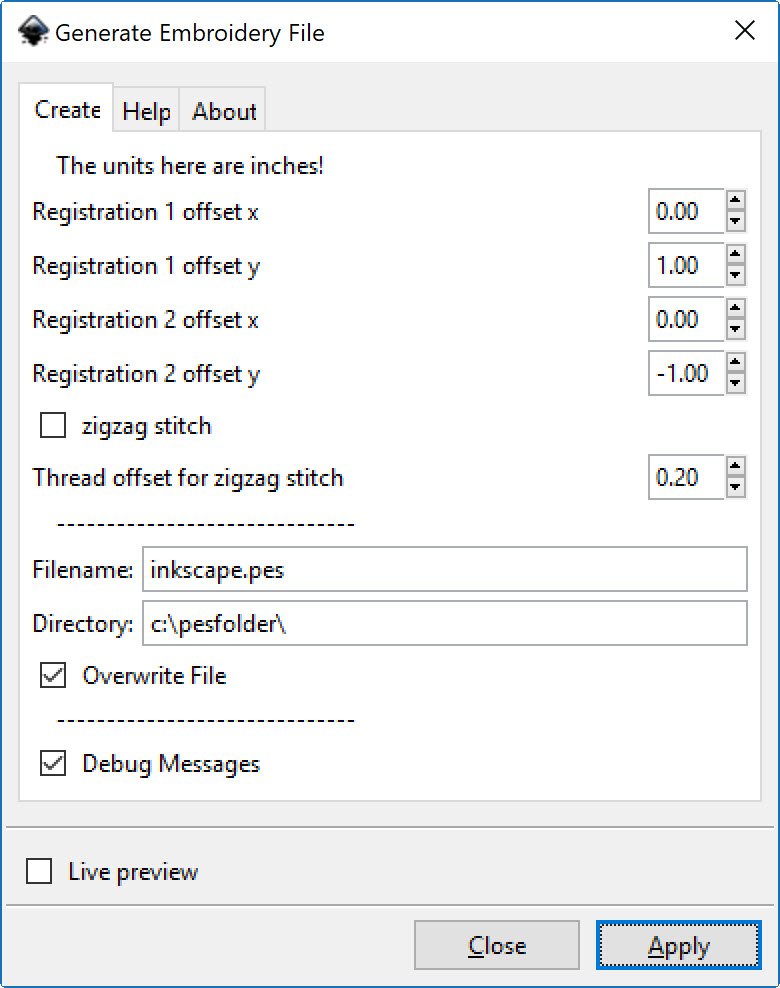 Generate Embroidery File
Create Help About
The units here are inches!
Registration 1 offset x 0.00
Registration 1 offset y 1.00
Registration 2 offset x 0.00
Registration 2 offset y -1.00
zigzag stitch
Thread offset for zigzag stitch 0.20
------------------------------
Filename: inkscape.pes
Directory: c:\pesfolder\
Overwrite File
------------------------------
Debug Messages
Live preview
Close Apply